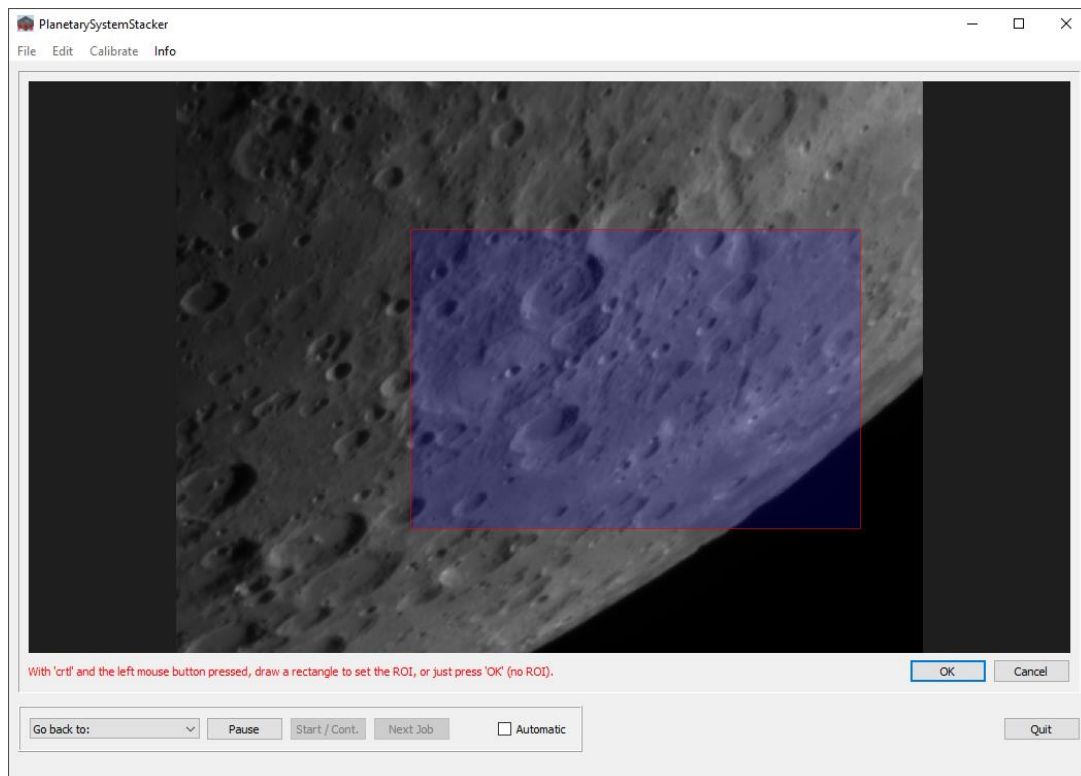 PlanetarySystemStacker
File Edit Calibrate Info
With 'crtl' and the left mouse button pressed, draw a rectangle to set the ROI, or just press 'OK' (no ROI).
OK Cancel
Go back to: Pause Start / Cont. Next Job Automatic Quit